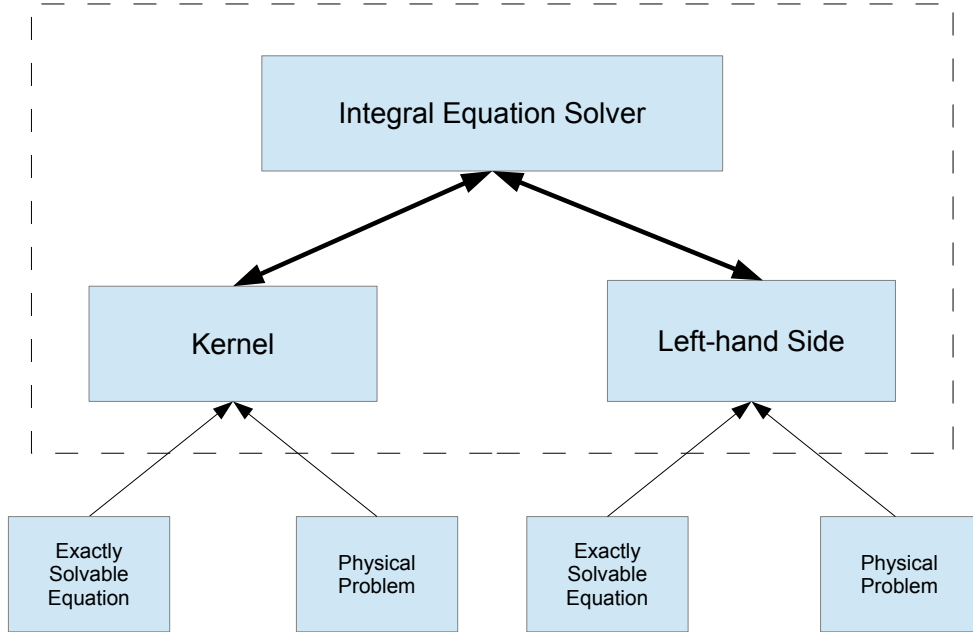 Integral Equation Solver
Kernel
Left-hand Side
Exactly
Solvable
Equation
Physical
Problem
Exactly
Solvable
Equation
Physical
Problem